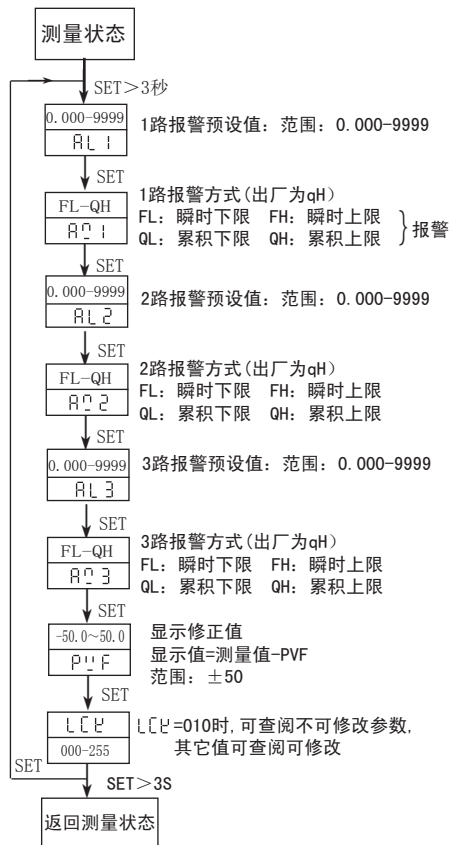 测量状态
SET＞3秒
0.000-9999
AL1
1路报警预设值：范围：0.000-9999
SET
FL-QH
1路报警方式(出厂为qH）
FL：瞬时下限 FH：瞬时上限
QL：累积下限 QH：累积上限
报警
SET
0.000-9999
AL2
2路报警预设值：范围：0.000-9999
SET
FL-QH
2路报警方式(出厂为qH）
FL：瞬时下限 FH：瞬时上限
QL：累积下限 QH：累积上限
SET
0.000-9999
AL3
3路报警预设值：范围：0.000-9999
SET
FL-QH
3路报警方式(出厂为qH）
FL：瞬时下限 FH：瞬时上限
QL：累积下限 QH：累积上限
SET
-50.0～50.0
显示修正值
显示值=测量值-PVF
范围：±50
SET
LCK
000-255
LCK=010时,可查阅不可修改参数,
其它值可查阅可修改
SET
SET＞3S
返回测量状态